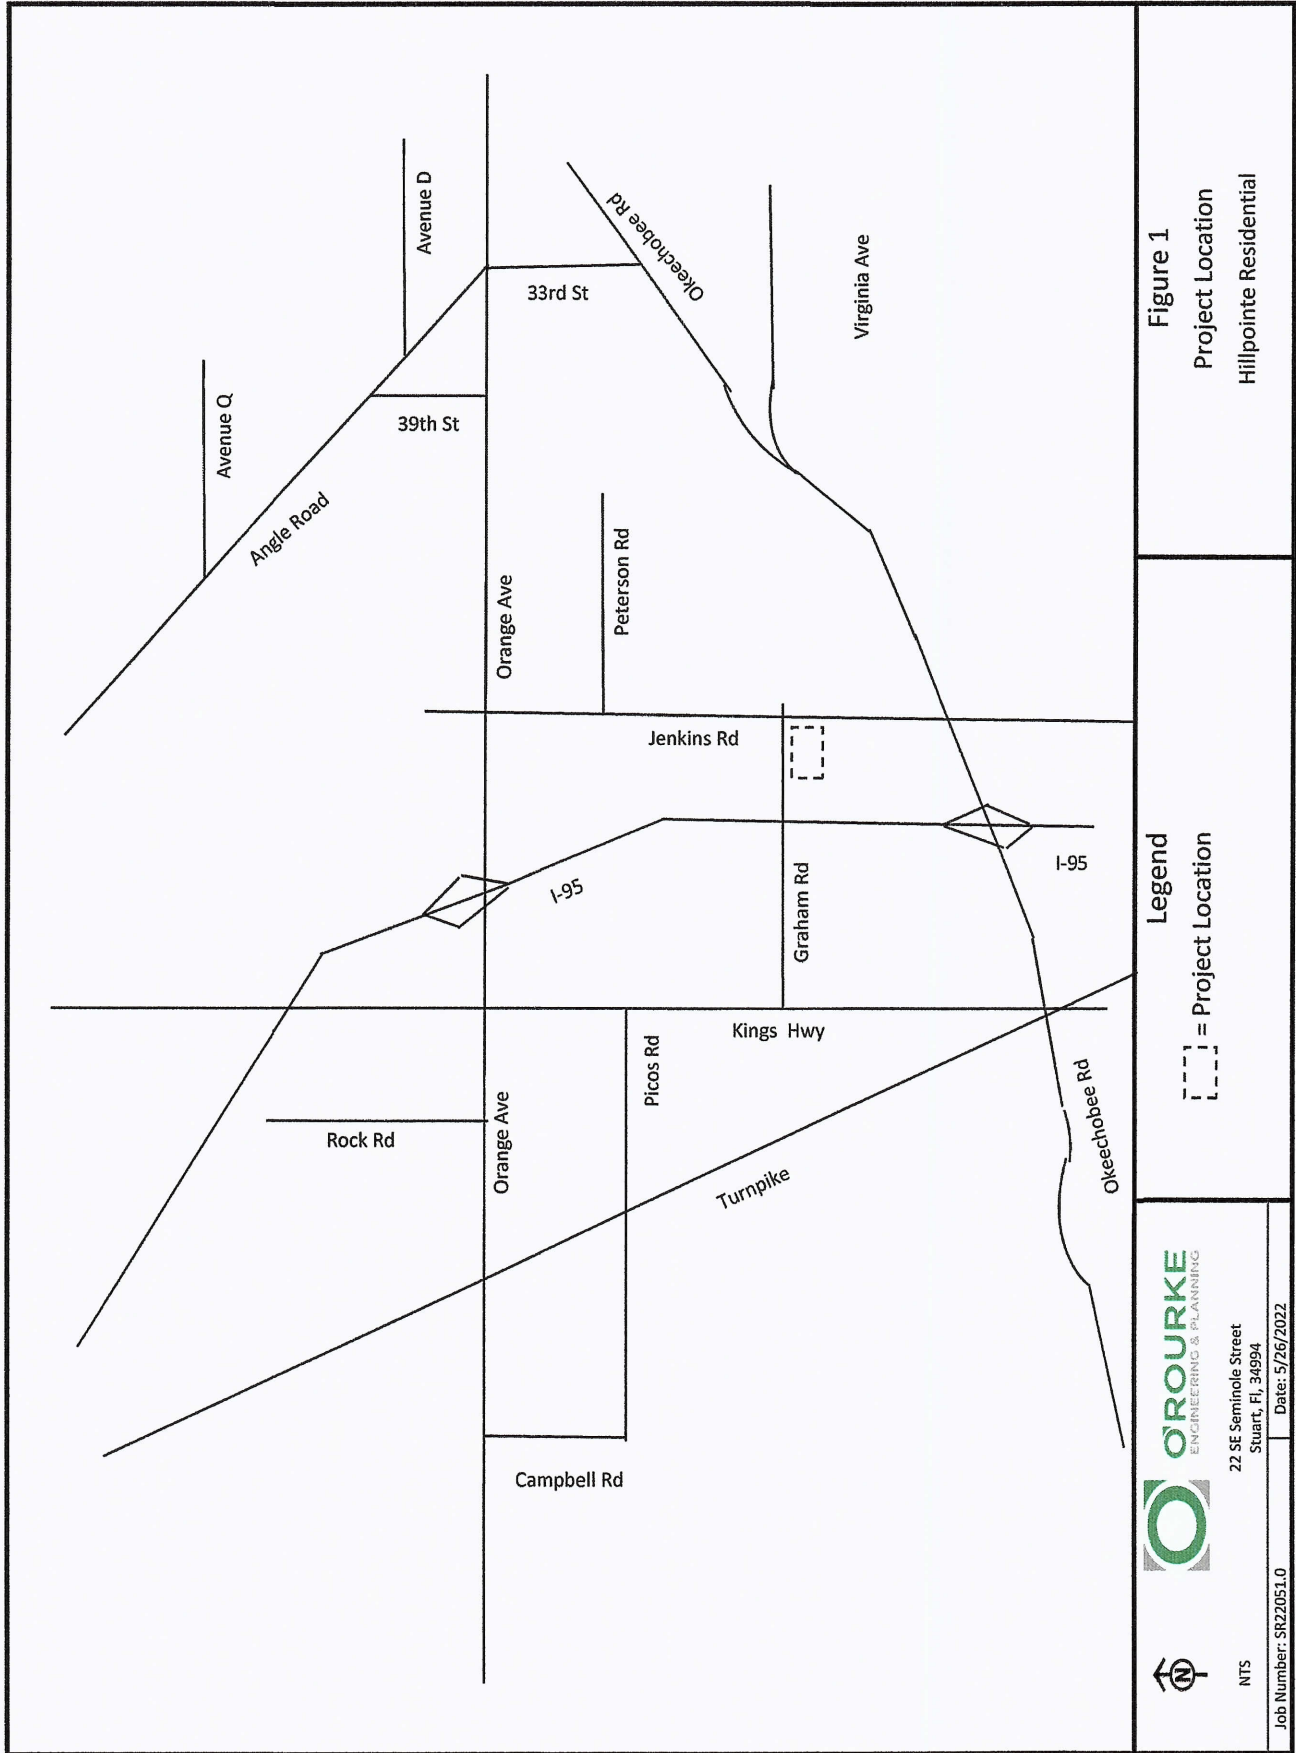 Avenue Q
Avenue D
Angle Road
39th St
33rd St
Okeechobee Rd
Virginia Ave
Orange Ave
Peterson Rd
Jenkins Rd
I-95
Graham Rd
I-95
Kings Hwy
Picos Rd
Rock Rd
Orange Ave
Turnpike
Okeechobee Rd
Campbell Rd
N
NTS
O'ROURKE
ENGINEERING & PLANNING
22 SE Seminole Street
Stuart, Fl, 34994
Job Number: SR22051.0
Date: 5/26/2022
Legend
= Project Location
Figure 1
Project Location
Hillpointe Residential